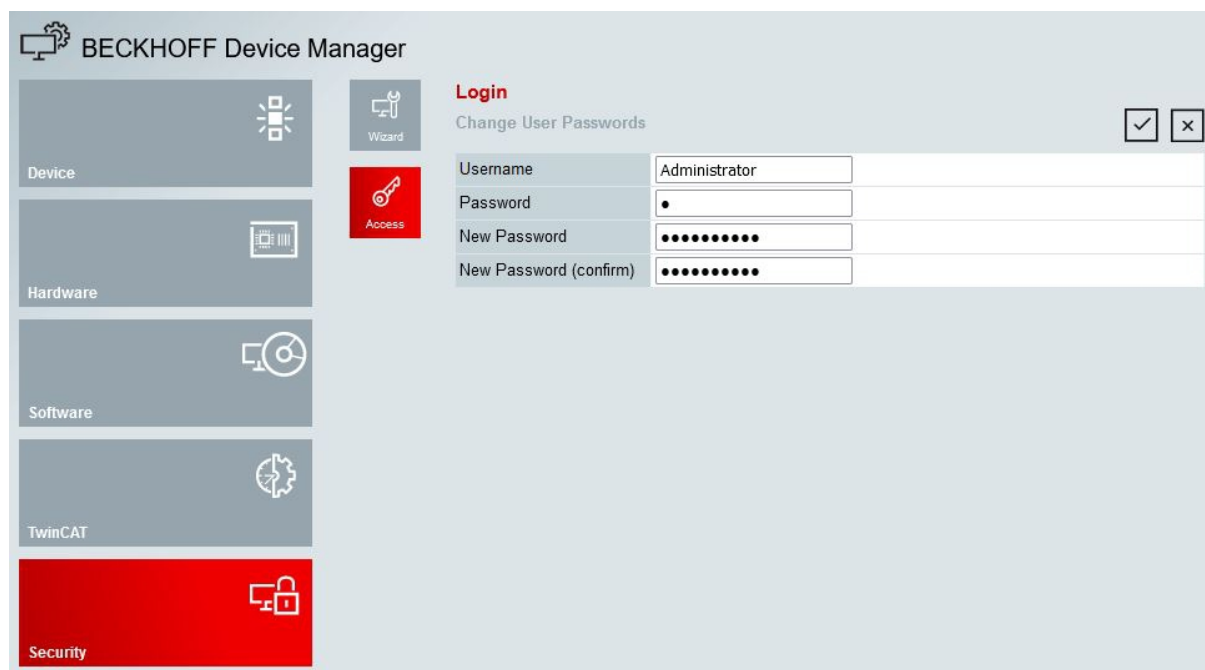 BECKHOFF Device Manager
Device
Hardware
Software
TwinCAT
Security
Wizard
Access
Login
Change User Passwords
Username Administrator
Password ●
New Password ●●●●●●●●●●
New Password (confirm) ●●●●●●●●●●